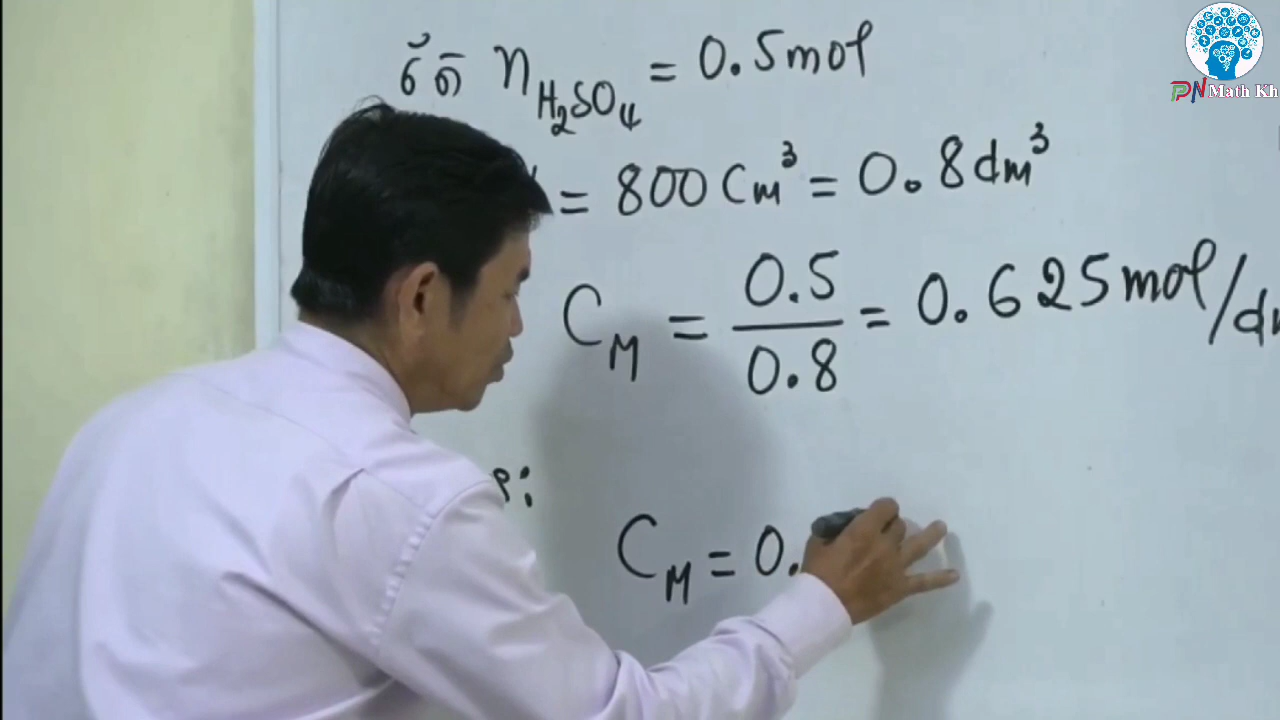 PN Math Kh
តែ n H₂SO₄ = 0.5 mol
= 800 Cm³ = 0.8 dm³
C_M = 0.5/0.8 = 0.625 mol/d
C_M = 0.